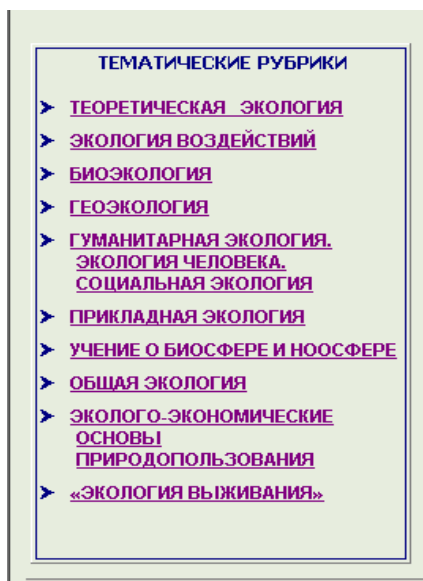 ТЕМАТИЧЕСКИЕ РУБРИКИ
ТЕОРЕТИЧЕСКАЯ ЭКОЛОГИЯ
ЭКОЛОГИЯ ВОЗДЕЙСТВИЙ
БИОЭКОЛОГИЯ
ГЕОЭКОЛОГИЯ
ГУМАНИТАРНАЯ ЭКОЛОГИЯ.
ЭКОЛОГИЯ ЧЕЛОВЕКА.
СОЦИАЛЬНАЯ ЭКОЛОГИЯ
ПРИКЛАДНАЯ ЭКОЛОГИЯ
УЧЕНИЕ О БИОСФЕРЕ И НООСФЕРЕ
ОБЩАЯ ЭКОЛОГИЯ
ЭКОЛОГО-ЭКОНОМИЧЕСКИЕ
ОСНОВЫ
ПРИРОДОПОЛЬЗОВАНИЯ
«ЭКОЛОГИЯ ВЫЖИВАНИЯ»